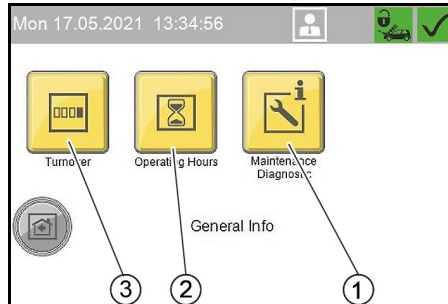 Mon 17.05.2021 13:34:56
Turnover
Operating Hours
Maintenance
Diagnostic
General Info
3
2
1